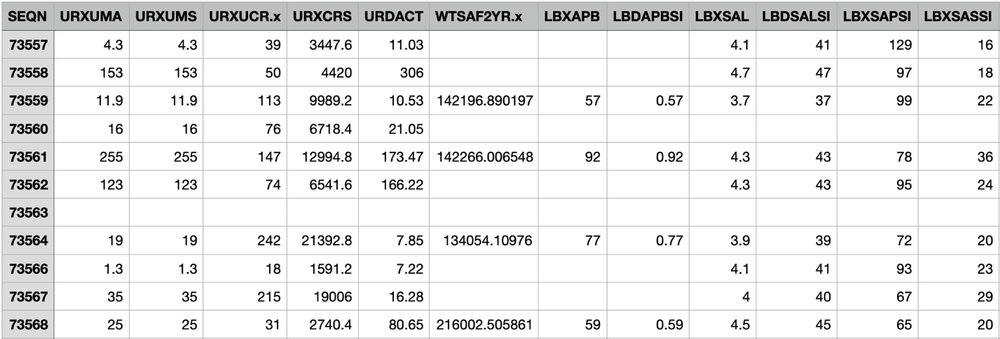 SEQN URXUMA URXUMS URXUCR.x URXCRS URDACT WTSAF2YR.x LBXAPB LBDAPBSI LBXSAL LBDSALSI LBXSAPSI LBXSASSI
73557 4.3 4.3 39 3447.6 11.03 4.1 41 129 16
73558 153 153 50 4420 306 4.7 47 97 18
73559 11.9 11.9 113 9989.2 10.53 142196.890197 57 0.57 3.7 37 99 22
73560 16 16 76 6718.4 21.05
73561 255 255 147 12994.8 173.47 142266.006548 92 0.92 4.3 43 78 36
73562 123 123 74 6541.6 166.22 4.3 43 95 24
73563
73564 19 19 242 21392.8 7.85 134054.10976 77 0.77 3.9 39 72 20
73566 1.3 1.3 18 1591.2 7.22 4.1 41 93 23
73567 35 35 215 19006 16.28 4 40 67 29
73568 25 25 31 2740.4 80.65 216002.505861 59 0.59 4.5 45 65 20